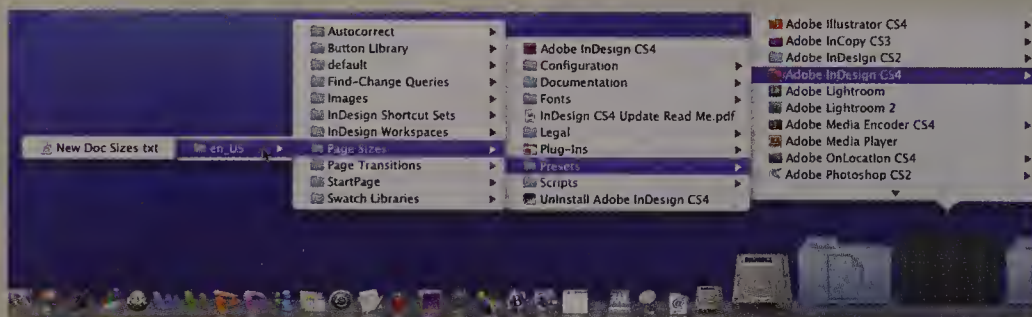 New Doc Sizes txt
en_US
Autocorrect
Button Library
default
Find-Change Queries
Images
InDesign Shortcut Sets
InDesign Workspaces
Page Sizes
Page Transitions
StartPage
Swatch Libraries
Adobe InDesign CS4
Configuration
Documentation
Fonts
InDesign CS4 Update Read Me.pdf
Legal
Plug-Ins
Presets
Scripts
Uninstall Adobe InDesign CS4
Adobe Illustrator CS4
Adobe InCopy CS3
Adobe InDesign CS2
Adobe InDesign CS4
Adobe Lightroom
Adobe Lightroom 2
Adobe Media Encoder CS4
Adobe Media Player
Adobe OnLocation CS4
Adobe Photoshop CS2